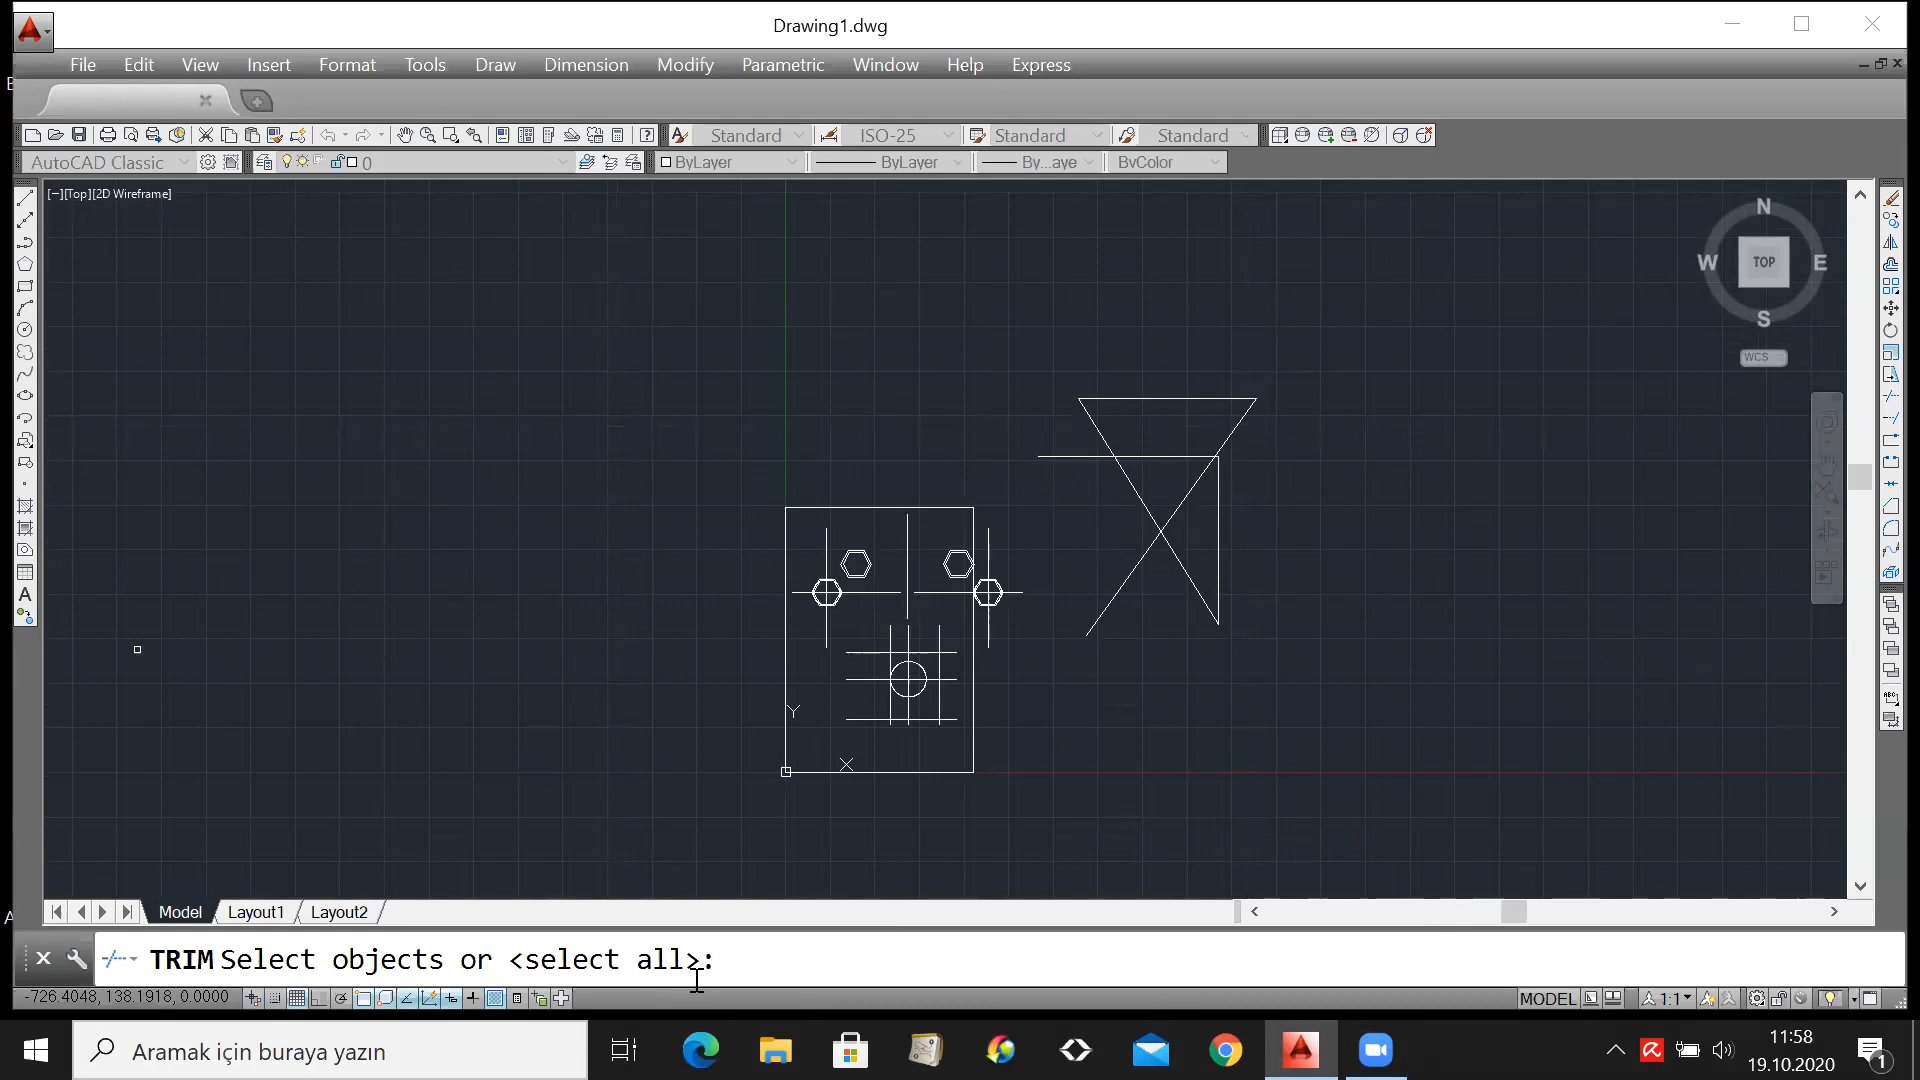 Drawing1.dwg
File Edit View Insert Format Tools Draw Dimension Modify Parametric Window Help Express
Standard ISO-25 Standard Standard
AutoCAD Classic 0 ByLayer ByLayer By...aye ByColor
[−][Top][2D Wireframe]
N
W TOP E
S
WCS
Y
X
A
Model Layout1 Layout2
TRIM Select objects or <select all>:
-726.4048, 138.1918, 0.0000 MODEL 1:1
Aramak için buraya yazın
11:58
19.10.2020
1